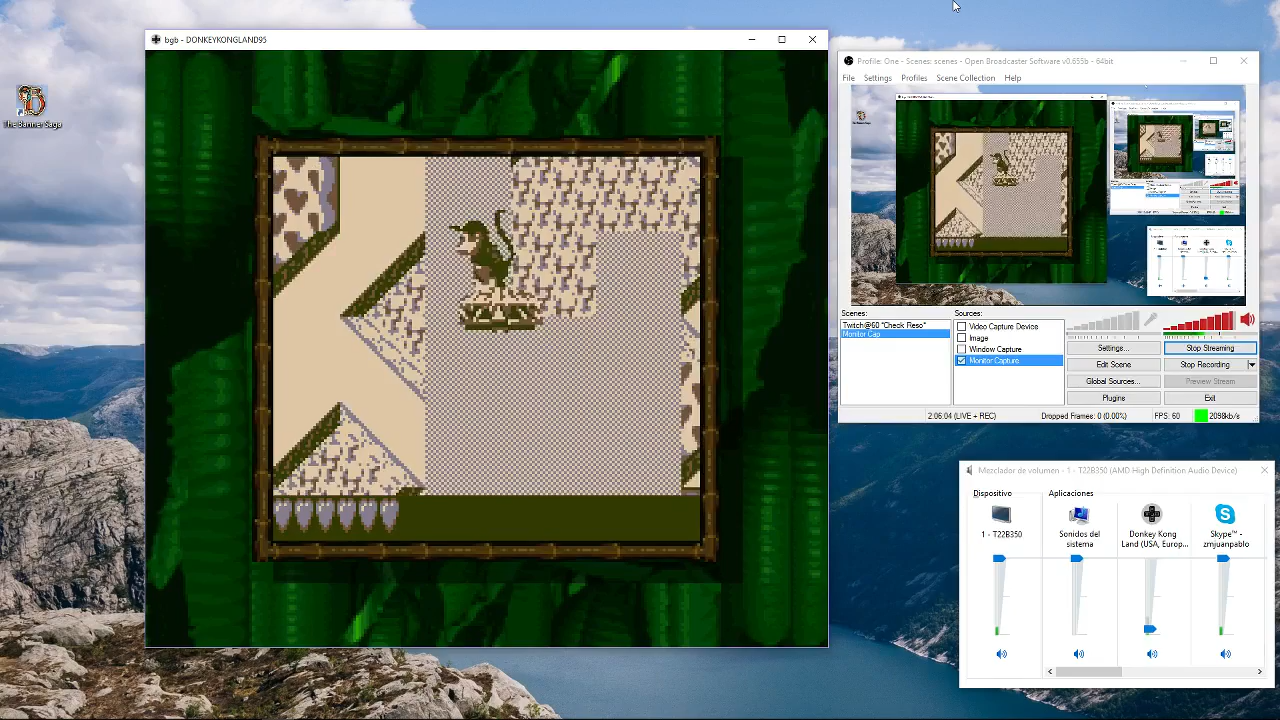 bgb - DONKEYKONGLAND95
TheBannerSaga
Profile: One - Scenes: scenes - Open Broadcaster Software v0.655b - 64bit
File Settings Profiles Scene Collection Help
Scenes:
Twitch@60 "Check Reso"
Monitor Cap
Sources:
Video Capture Device
Image
Window Capture
Monitor Capture
Settings...
Stop Streaming
Edit Scene
Stop Recording
Global Sources...
Preview Stream
Plugins
Exit
2:06:04 (LIVE + REC)
Dropped Frames: 0 (0.00%)
FPS: 60
2098kb/s
Mezclador de volumen - 1 - T22B350 (AMD High Definition Audio Device)
Dispositivo
Aplicaciones
1 - T22B350
Sonidos del
sistema
Donkey Kong
Land (USA, Europ...
Skype™ -
zmjuanpablo